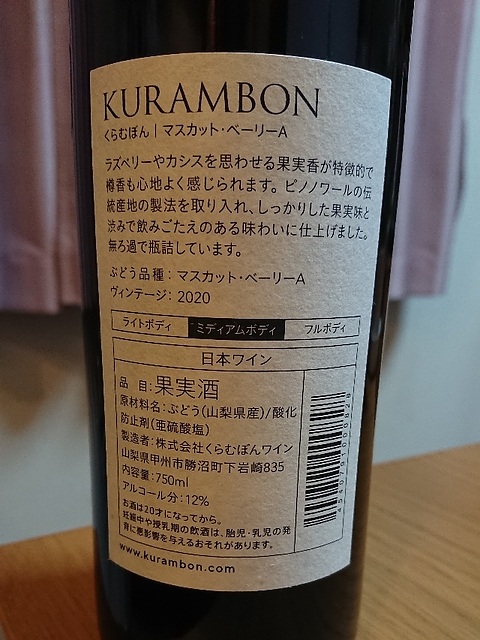 KURAMBON
くらむぼん｜マスカット・ベーリーA
ラズベリーやカシスを思わせる果実香が特徴的で
樽香も心地よく感じられます。ピノノワールの伝
統産地の製法を取り入れ、しっかりした果実味と
渋みで飲みごたえのある味わいに仕上げました。
無ろ過で瓶詰しています。
ぶどう品種：マスカット・ベーリーA
ヴィンテージ：2020
ライトボディ ミディアムボディ フルボディ
日本ワイン
品　目：果実酒
原材料名：ぶどう(山梨県産)/酸化
防止剤(亜硫酸塩)
製造者：株式会社くらむぼんワイン
山梨県甲州市勝沼町下岩崎835
内容量：750ml
アルコール分：12%
お酒は20才になってから。
妊娠中や授乳期の飲酒は、胎児・乳児の発
育に悪影響を与えるおそれがあります。
www.kurambon.com